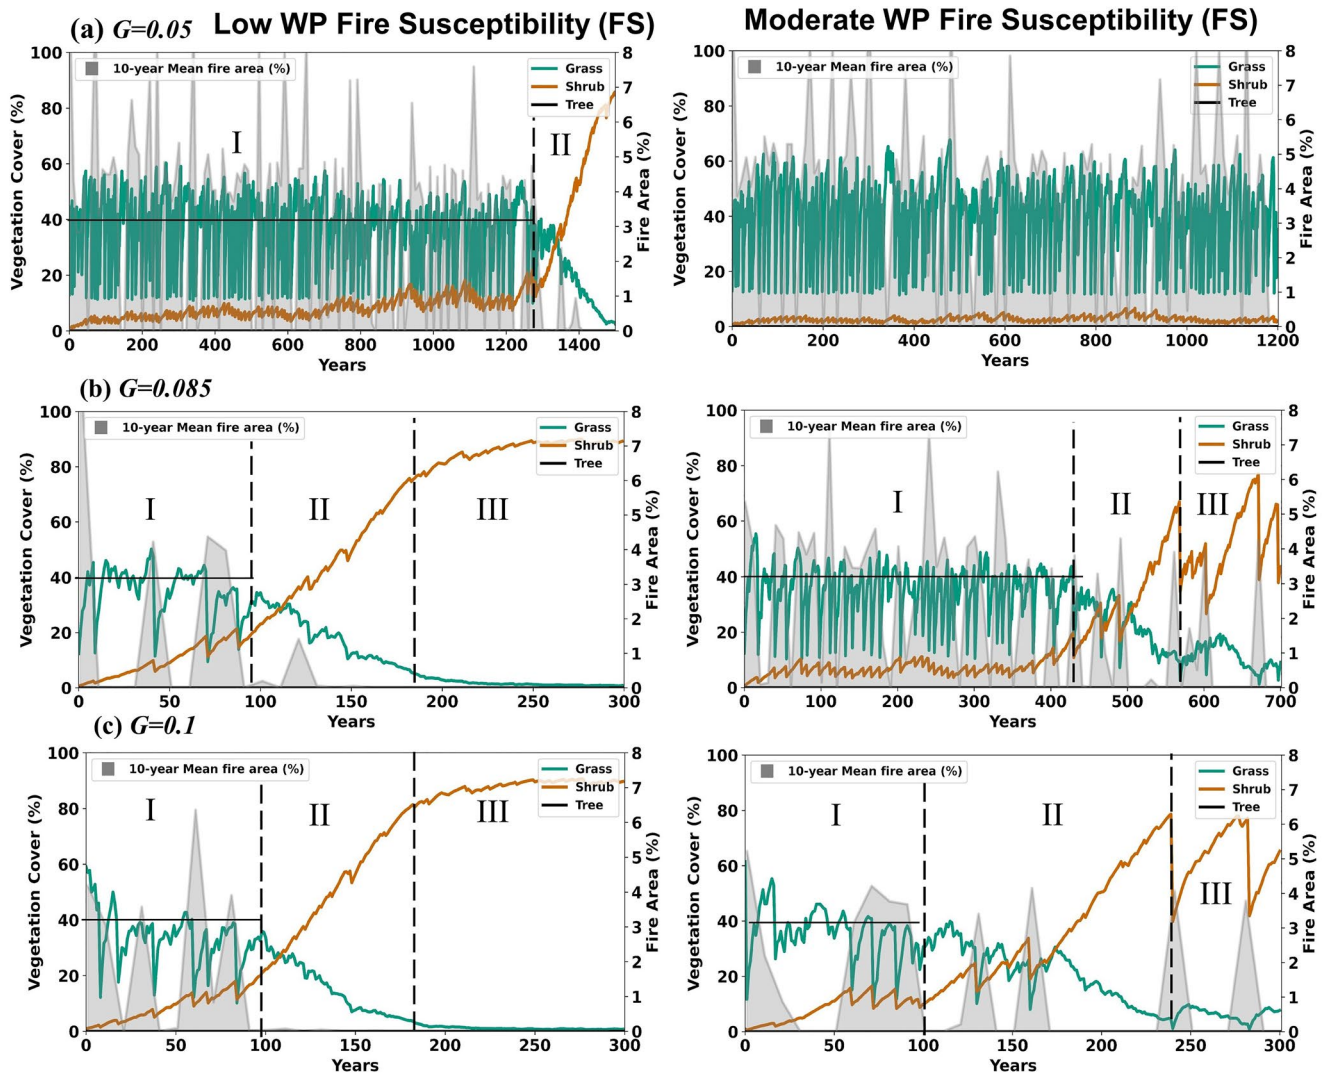 (a) G=0.05 Low WP Fire Susceptibility (FS) Moderate WP Fire Susceptibility (FS)
10-year Mean fire area (%)
Grass
Shrub
Tree
I
II
Vegetation Cover (%)
100
80
60
40
20
0
8
7
6
5
4
3
2
1
0
Fire Area (%)
0 200 400 600 800 1000 1200 1400
Years
10-year Mean fire area (%)
Grass
Shrub
Tree
Vegetation Cover (%)
100
80
60
40
20
0
8
7
6
5
4
3
2
1
0
Fire Area (%)
0 200 400 600 800 1000 1200
Years
(b) G=0.085
10-year Mean fire area (%)
Grass
Shrub
Tree
I
II
III
Vegetation Cover (%)
100
80
60
40
20
0
8
7
6
5
4
3
2
1
0
Fire Area (%)
0 50 100 150 200 250 300
Years
10-year Mean fire area (%)
Grass
Shrub
Tree
I
II
III
Vegetation Cover (%)
100
80
60
40
20
0
8
7
6
5
4
3
2
1
0
Fire Area (%)
0 100 200 300 400 500 600 700
Years
(c) G=0.1
10-year Mean fire area (%)
Grass
Shrub
Tree
I
II
III
Vegetation Cover (%)
100
80
60
40
20
0
8
7
6
5
4
3
2
1
0
Fire Area (%)
0 50 100 150 200 250 300
Years
10-year Mean fire area (%)
Grass
Shrub
Tree
I
II
III
Vegetation Cover (%)
100
80
60
40
20
0
8
7
6
5
4
3
2
1
0
Fire Area (%)
0 50 100 150 200 250 300
Years